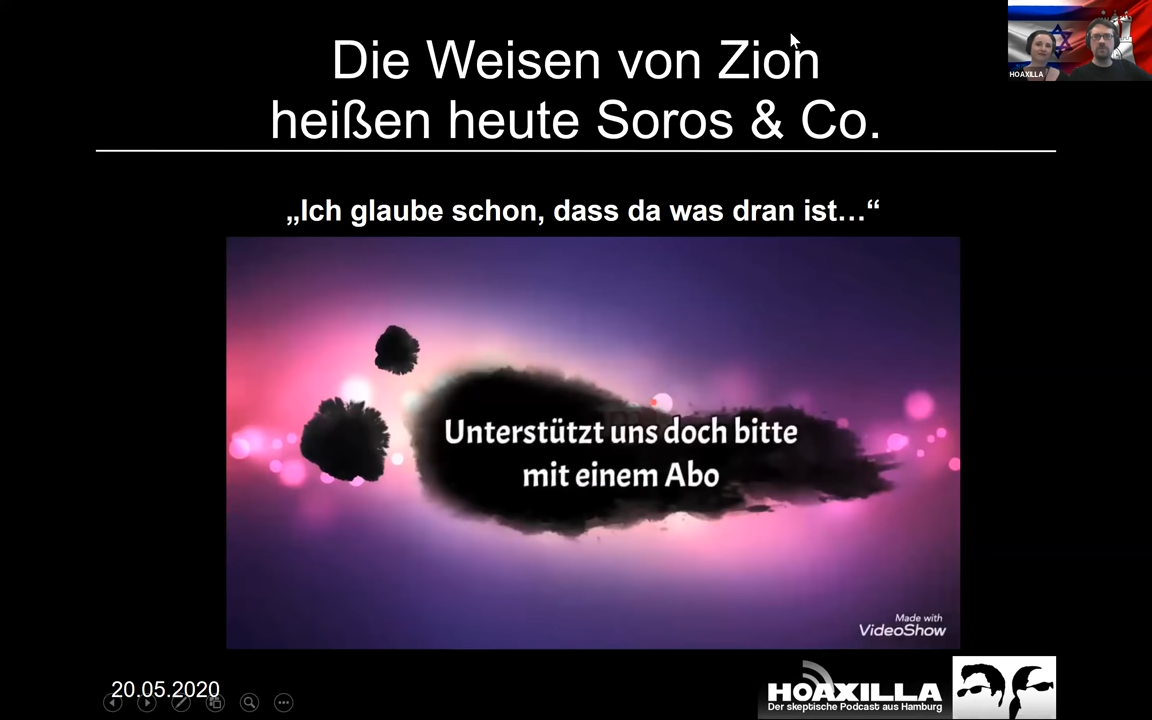 Die Weisen von Zion
heißen heute Soros & Co.
HOAXILLA
„Ich glaube schon, dass da was dran ist…“
Unterstützt uns doch bitte
mit einem Abo
Made with
VideoShow
20.05.2020
HOAXILLA
Der skeptische Podcast aus Hamburg